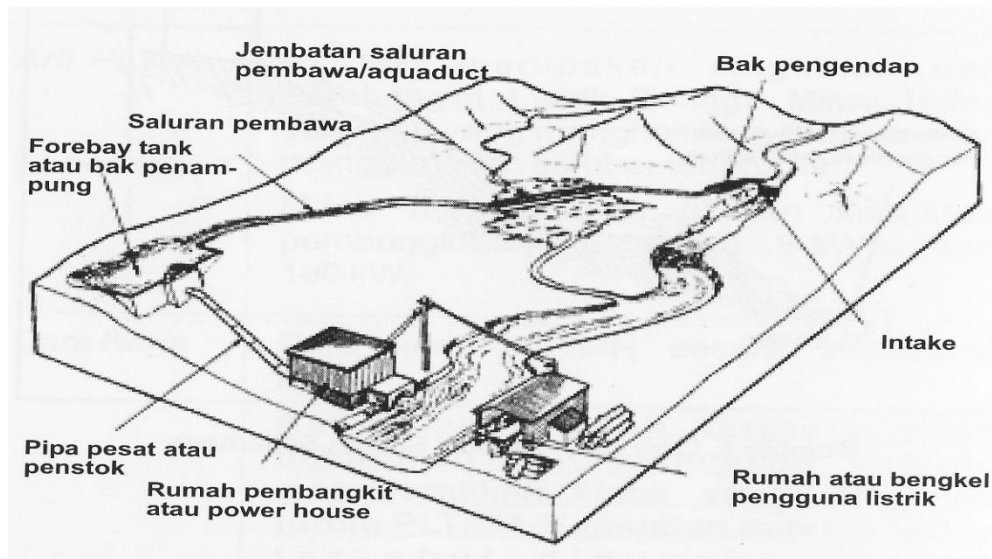 Jembatan saluran
pembawa/aquaduct
Bak pengendap
Saluran pembawa
Forebay tank
atau bak penam-
pung
Intake
Pipa pesat atau
penstok
Rumah pembangkit
atau power house
Rumah atau bengkel
pengguna listrik